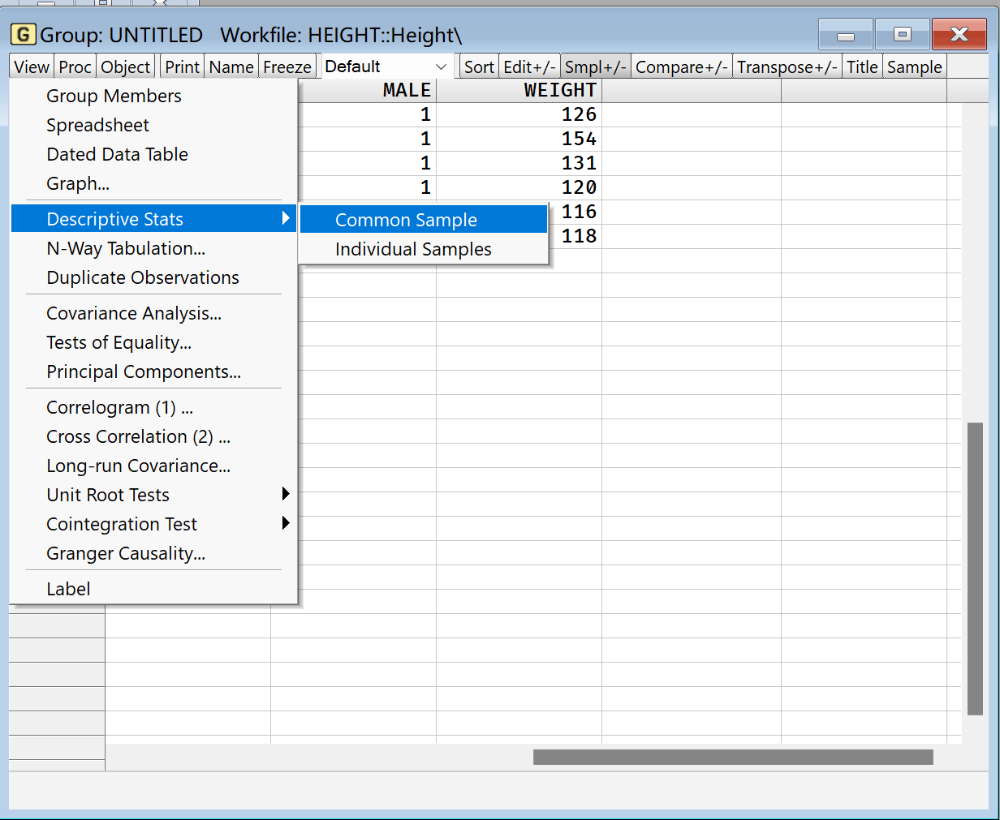 G Group: UNTITLED Workfile: HEIGHT::Height\
View Proc Object Print Name Freeze Default Sort Edit+/- Smpl+/- Compare+/- Transpose+/- Title Sample
Group Members
Spreadsheet
Dated Data Table
Graph...
Descriptive Stats
N-Way Tabulation...
Duplicate Observations
Covariance Analysis...
Tests of Equality...
Principal Components...
Correlogram (1) ...
Cross Correlation (2) ...
Long-run Covariance...
Unit Root Tests
Cointegration Test
Granger Causality...
Label
Common Sample
Individual Samples
MALE WEIGHT
1 126
1 154
1 131
1 120
116
118